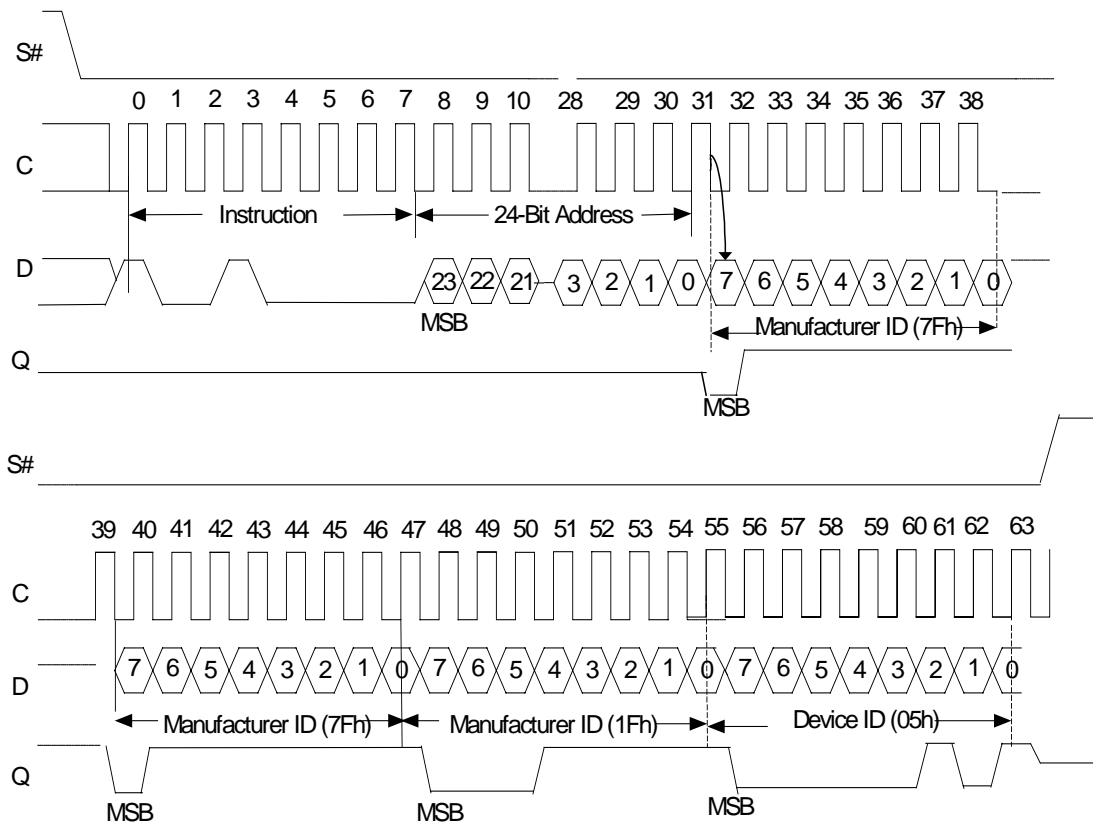 S#
0 1 2 3 4 5 6 7 8 9 10 28 29 30 31 32 33 34 35 36 37 38
C
Instruction 24-Bit Address
D 23 22 21 3 2 1 0 7 6 5 4 3 2 1 0
MSB Manufacturer ID (7Fh)
Q
MSB
S#
39 40 41 42 43 44 45 46 47 48 49 50 51 52 53 54 55 56 57 58 59 60 61 62 63
C
D 7 6 5 4 3 2 1 0 7 6 5 4 3 2 1 0 7 6 5 4 3 2 1 0
Manufacturer ID (7Fh) Manufacturer ID (1Fh) Device ID (05h)
Q
MSB MSB MSB